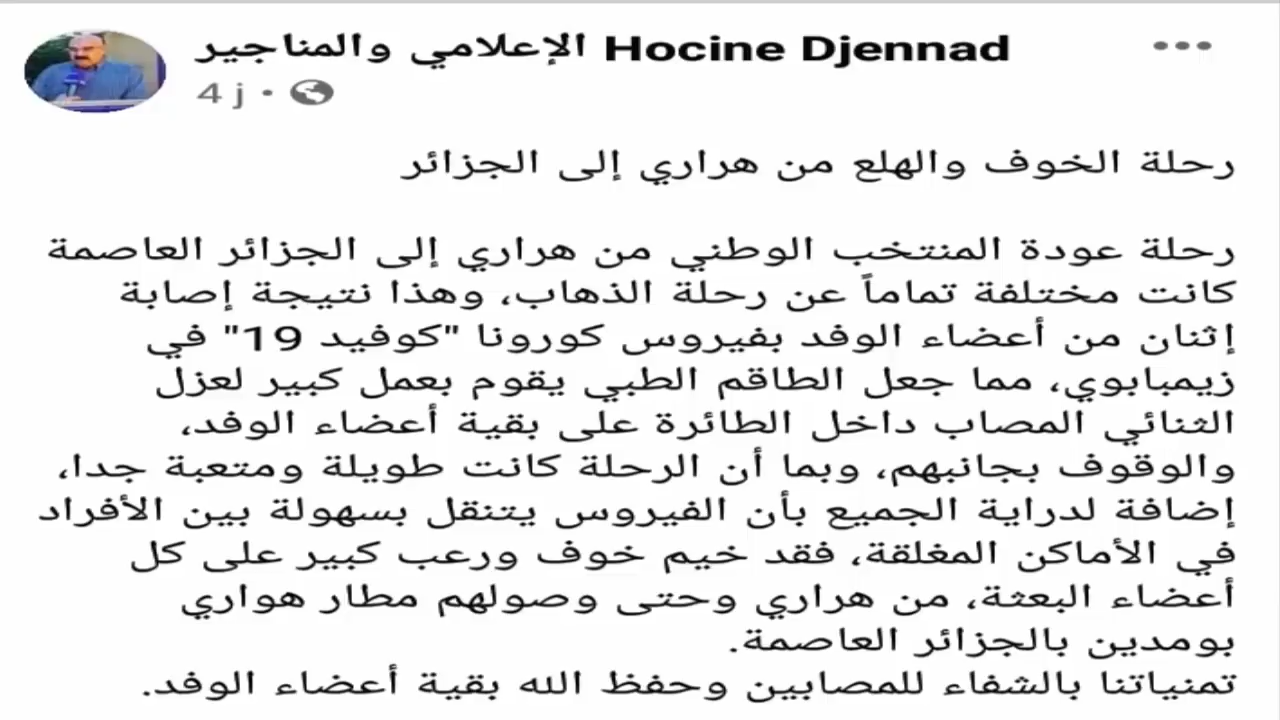 الإعلامي والمناجير Hocine Djennad
4 j
رحلة الخوف والهلع من هراري إلى الجزائر
رحلة عودة المنتخب الوطني من هراري إلى الجزائر العاصمة
كانت مختلفة تماماً عن رحلة الذهاب، وهذا نتيجة إصابة
إثنان من أعضاء الوفد بفيروس كورونا "كوفيد 19" في
زيمبابوي، مما جعل الطاقم الطبي يقوم بعمل كبير لعزل
الثنائي المصاب داخل الطائرة على بقية أعضاء الوفد،
والوقوف بجانبهم، وبما أن الرحلة كانت طويلة ومتعبة جدا،
إضافة لدراية الجميع بأن الفيروس يتنقل بسهولة بين الأفراد
في الأماكن المغلقة، فقد خيم خوف ورعب كبير على كل
أعضاء البعثة، من هراري وحتى وصولهم مطار هواري
بومدين بالجزائر العاصمة.
تمنياتنا بالشفاء للمصابين وحفظ الله بقية أعضاء الوفد.